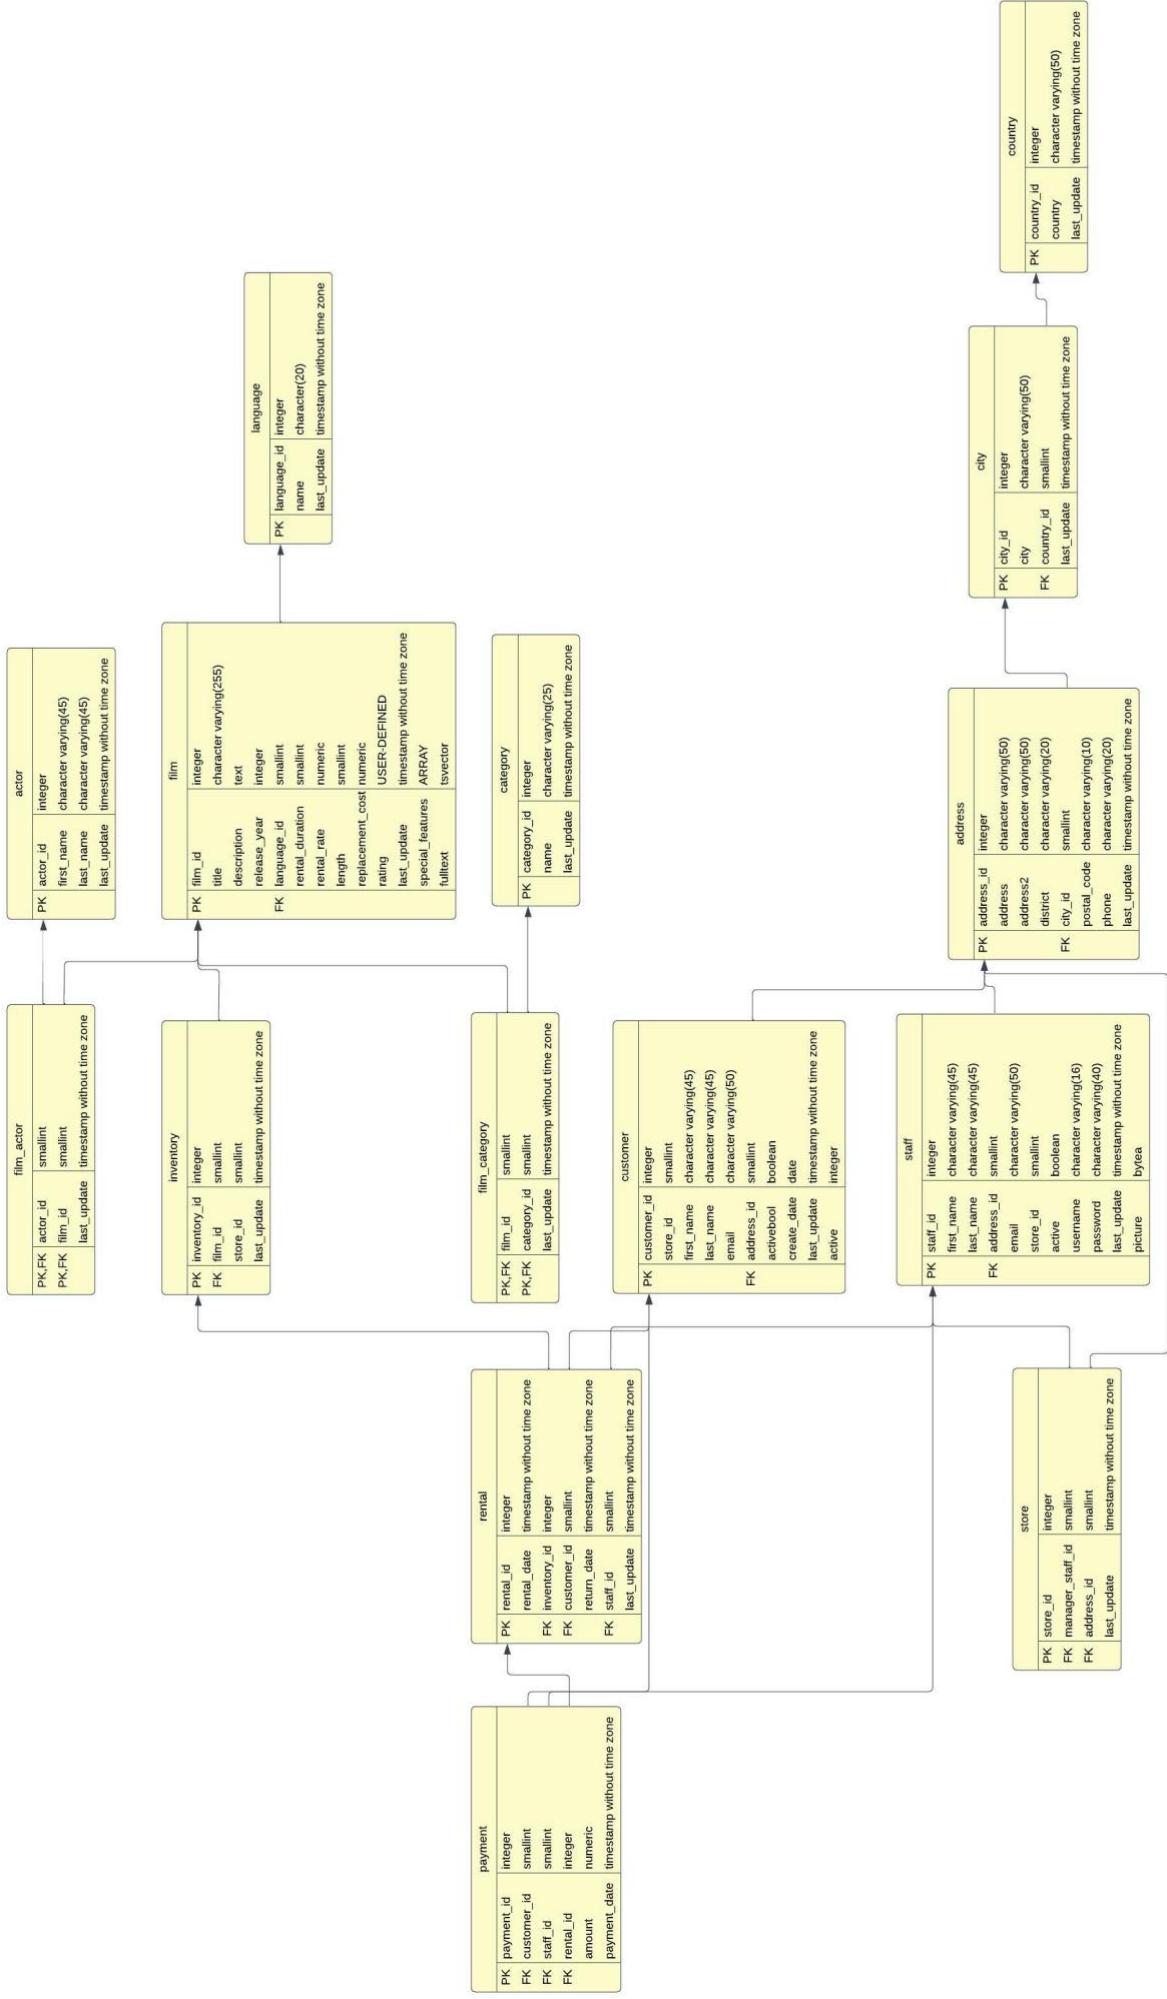 payment
PK payment_id integer
FK customer_id smallint
FK staff_id smallint
FK rental_id integer
amount numeric
payment_date timestamp without time zone
rental
PK rental_id integer
rental_date timestamp without time zone
FK inventory_id integer
FK customer_id smallint
return_date timestamp without time zone
FK staff_id smallint
last_update timestamp without time zone
store
PK store_id integer
FK manager_staff_id smallint
FK address_id smallint
last_update timestamp without time zone
film_actor
PK,FK actor_id smallint
PK,FK film_id smallint
last_update timestamp without time zone
inventory
PK inventory_id integer
FK film_id smallint
store_id smallint
last_update timestamp without time zone
film_category
PK,FK film_id smallint
PK,FK category_id smallint
last_update timestamp without time zone
customer
PK customer_id integer
store_id smallint
first_name character varying(45)
last_name character varying(45)
email character varying(50)
FK address_id smallint
activebool boolean
create_date date
last_update timestamp without time zone
active integer
staff
PK staff_id integer
first_name character varying(45)
last_name character varying(45)
FK address_id smallint
email character varying(50)
store_id smallint
active boolean
username character varying(16)
password character varying(40)
last_update timestamp without time zone
picture bytea
actor
PK actor_id integer
first_name character varying(45)
last_name character varying(45)
last_update timestamp without time zone
film
PK film_id integer
title character varying(255)
description text
release_year integer
FK language_id smallint
rental_duration smallint
rental_rate numeric
length smallint
replacement_cost numeric
rating USER-DEFINED
last_update timestamp without time zone
special_features ARRAY
fulltext tsvector
category
PK category_id integer
name character varying(25)
last_update timestamp without time zone
address
PK address_id integer
address character varying(50)
address2 character varying(50)
district character varying(20)
FK city_id smallint
postal_code character varying(10)
phone character varying(20)
last_update timestamp without time zone
language
PK language_id integer
name character(20)
last_update timestamp without time zone
city
PK city_id integer
city character varying(50)
FK country_id smallint
last_update timestamp without time zone
country
PK country_id integer
country character varying(50)
last_update timestamp without time zone